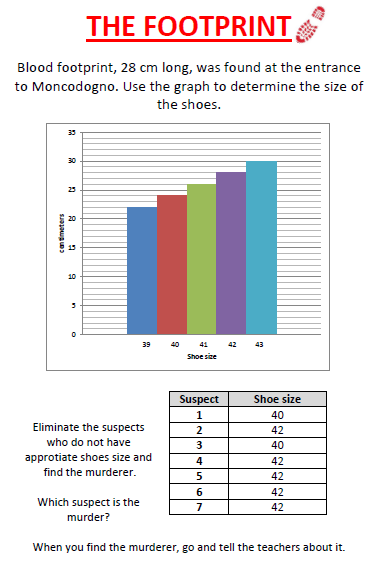 THE FOOTPRINT
Blood footprint, 28 cm long, was found at the entrance
to Moncodogno. Use the graph to determine the size of
the shoes.
35
30
25
20
15
10
5
0
centimeters
39 40 41 42 43
Shoe size
Eliminate the suspects
who do not have
approtiate shoes size and
find the murderer.
Which suspect is the
murder?
Suspect Shoe size
1 40
2 42
3 40
4 42
5 42
6 42
7 42
When you find the murderer, go and tell the teachers about it.